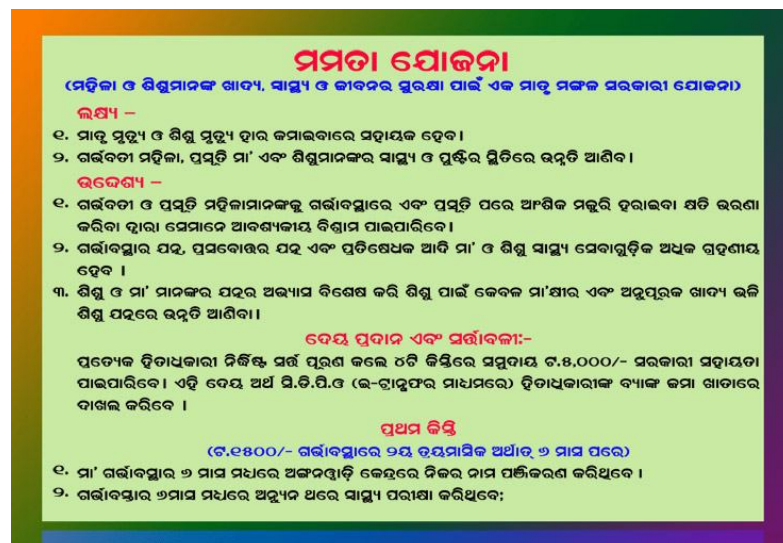 ମମତା ଯୋଜନା
(ମହିଳା ଓ ଶିଶୁମାନଙ୍କ ଖାଦ୍ୟ, ସ୍ୱାସ୍ଥ୍ୟ ଓ ଜୀବନର ସୁରକ୍ଷା ପାଇଁ ଏକ ମାତୃ ମଙ୍ଗଳ ସରକାରୀ ଯୋଜନା)
ଲକ୍ଷ୍ୟ –
୧. ମାତୃ ମୃତ୍ୟୁ ଓ ଶିଶୁ ମୃତ୍ୟୁ ହାର କମାଇବାରେ ସହାୟକ ହେବ।
୨. ଗର୍ଭବତୀ ମହିଳା, ପ୍ରସୂତି ମା' ଏବଂ ଶିଶୁମାନଙ୍କର ସ୍ୱାସ୍ଥ୍ୟ ଓ ପୁଷ୍ଟିର ସ୍ଥିତିରେ ଉନ୍ନତି ଆଣିବ।
ଉଦ୍ଦେଶ୍ୟ –
୧. ଗର୍ଭବତୀ ଓ ପ୍ରସୂତି ମହିଳାମାନଙ୍କୁ ଗର୍ଭାବସ୍ଥାରେ ଏବଂ ପ୍ରସୂତି ପରେ ଆଂଶିକ ମଜୁରି ହରାଇବା କ୍ଷତି ଭରଣା
କରିବା ଦ୍ୱାରା ସେମାନେ ଆବଶ୍ୟକୀୟ ବିଶ୍ରାମ ପାଇପାରିବେ।
୨. ଗର୍ଭାବସ୍ଥାର ଯତ୍ନ, ପ୍ରସବୋତ୍ତର ଯତ୍ନ ଏବଂ ପ୍ରତିଷେଧକ ଆଦି ମା' ଓ ଶିଶୁ ସ୍ୱାସ୍ଥ୍ୟ ସେବାଗୁଡ଼ିକ ଅଧିକ ଗ୍ରହଣୀୟ
ହେବ ।
୩. ଶିଶୁ ଓ ମା' ମାନଙ୍କର ଯତ୍ନର ଅଭ୍ୟାସ ବିଶେଷ କରି ଶିଶୁ ପାଇଁ କେବଳ ମା'କ୍ଷୀର ଏବଂ ଅନୁପୂରକ ଖାଦ୍ୟ ଭଳି
ଶିଶୁ ଯତ୍ନରେ ଉନ୍ନତି ଆଣିବା।
ଦେୟ ପ୍ରଦାନ ଏବଂ ସର୍ତ୍ତାବଳୀ:-
ପ୍ରତ୍ୟେକ ହିତାଧିକାରୀ ନିର୍ଦ୍ଧିଷ୍ଟ ସର୍ତ୍ତ ପୂରଣ କଲେ ୪ଟି କିସ୍ତିରେ ସମୁଦାୟ ଟ.୫,୦୦୦/- ସରକାରୀ ସହାୟତା
ପାଇପାରିବେ। ଏହି ଦେୟ ଅର୍ଥ ସି.ଡି.ପି.ଓ (ଇ-ଟ୍ରାନ୍ସଫର ମାଧ୍ୟମରେ) ହିତାଧିକାରୀଙ୍କ ବ୍ୟାଙ୍କ ଜମା ଖାତାରେ
ଦାଖଲ କରିବେ ।
ପ୍ରଥମ କିସ୍ତି
(ଟ.୧୫୦୦/- ଗର୍ଭାବସ୍ଥାରେ ୨ୟ ତ୍ରୟମାସିକ ଅର୍ଥାତ୍ ୬ ମାସ ପରେ)
୧. ମା' ଗର୍ଭାବସ୍ଥାର ୬ ମାସ ମଧ୍ୟରେ ଅଙ୍ଗନୱାଡ଼ି କେନ୍ଦ୍ରରେ ନିଜର ନାମ ପଞ୍ଜିକରଣ କରିଥିବେ ।
୨. ଗର୍ଭାବସ୍ଥାର ୬ମାସ ମଧ୍ୟରେ ଅନ୍ୟୁନ ଥରେ ସ୍ୱାସ୍ଥ୍ୟ ପରୀକ୍ଷା କରିଥିବେ;